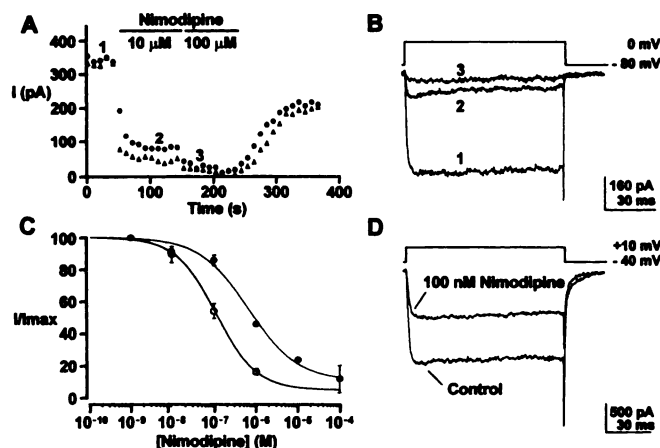 A
Nimodipine
10 µM
100 µM
1
2
3
400
300
200
100
0
i (pA)
0
100
200
300
400
Time (s)
B
0 mV
- 80 mV
3
2
1
160 pA
30 ms
C
100
80
60
40
20
0
I/Imax
10⁻¹⁰
10⁻⁹
10⁻⁸
10⁻⁷
10⁻⁶
10⁻⁵
10⁻⁴
[Nimodipine] (M)
D
+10 mV
- 40 mV
100 nM Nimodipine
Control
500 pA
30 ms